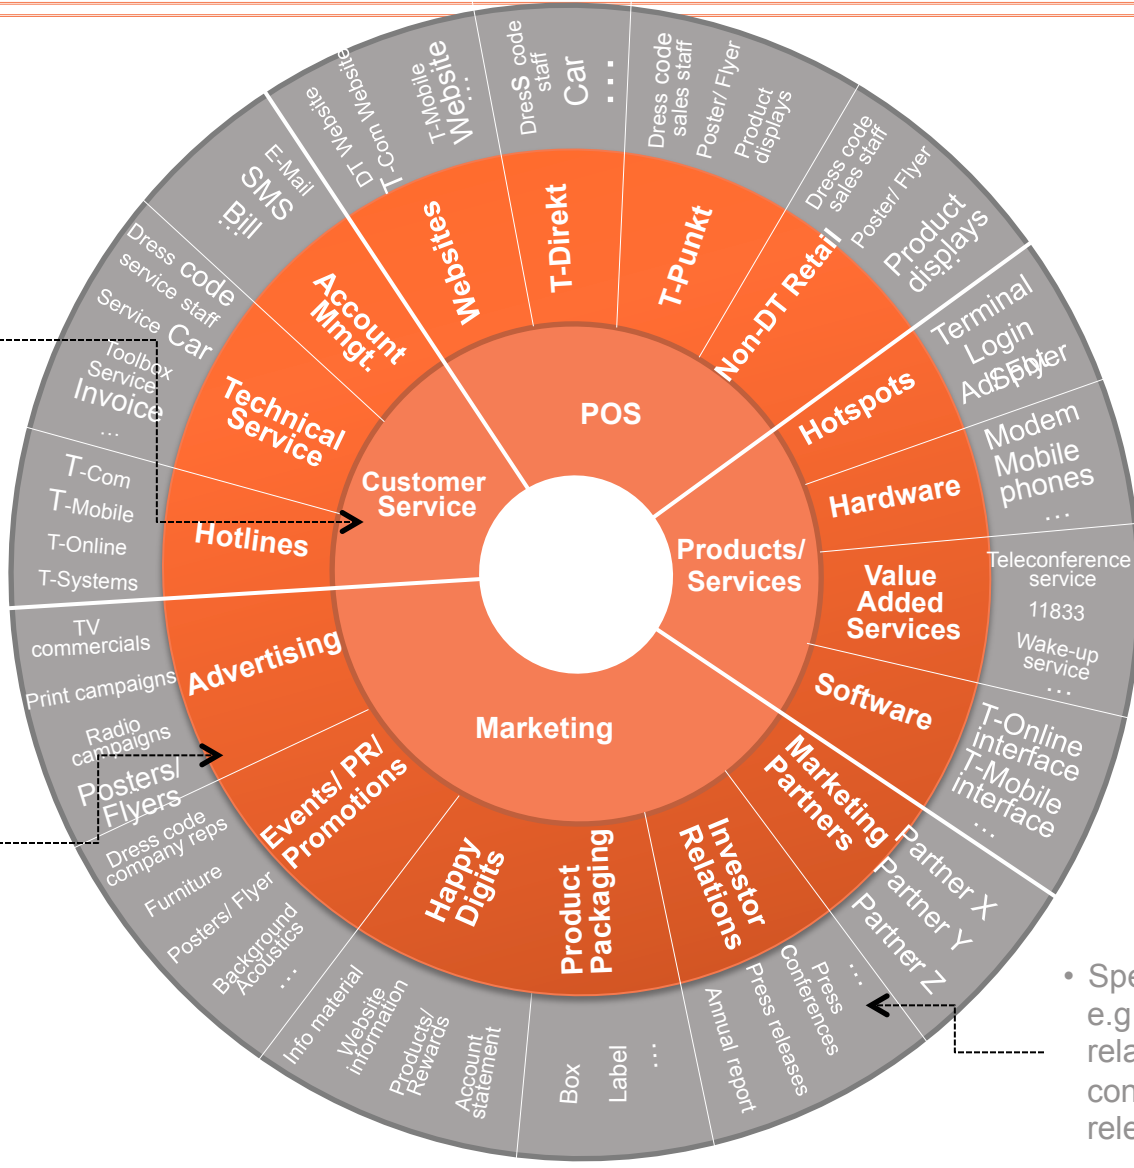 POS
Products/
Services
Marketing
Customer
Service
Websites
T-Direkt
T-Punkt
Non-DT Retail
Hotspots
Hardware
Value
Added
Services
Software
Marketing
Partners
Investor
Relations
Product
Packaging
Happy
Digits
Events/ PR/
Promotions
Advertising
Hotlines
Technical
Service
Account
Mmgt.
DT Website
T-Com Website
T-Mobile
Website
...
Dress code
staff
Car
...
Dress code
sales staff
Poster/ Flyer
Product
displays
Dress code
sales staff
Poster/ Flyer
Product
displays
...
Terminal
Login
Modem
Mobile
phones
...
Teleconference
service
11833
Wake-up
service
...
T-Online
interface
T-Mobile
interface
...
Partner X
Partner Y
Partner Z
...
Press
Conferences
Press releases
Annual report
Box
Label
...
Info material
Website
information
Products/
Rewards
Account
statement
Dress code
company reps
Furniture
Posters/ Flyer
Background
Acoustics
...
TV
commercials
Print campaigns
Radio
campaigns
Posters/
Flyers
T-Com
T-Mobile
T-Online
T-Systems
Dress code
service staff
Service Car
Toolbox
Service
Invoice
...
E-Mail
SMS
Bill
...
• Spe
e.g
rela
con
rele